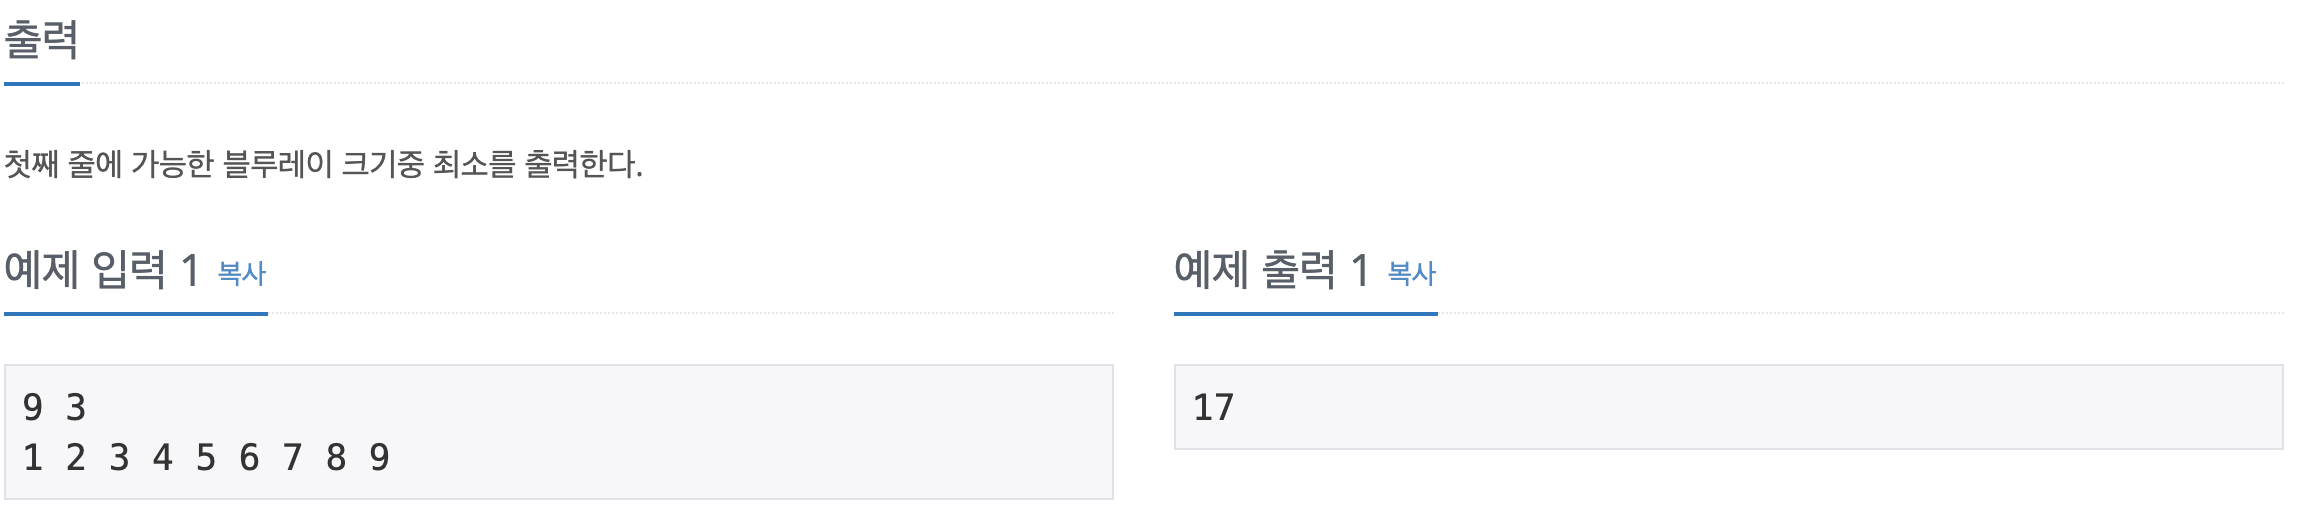 출력
첫째 줄에 가능한 블루레이 크기중 최소를 출력한다.
예제 입력 1 복사
9 3
1 2 3 4 5 6 7 8 9
예제 출력 1 복사
17